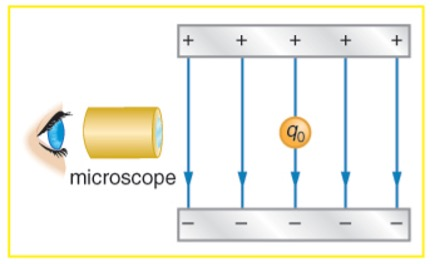 + + + + +
q₀
microscope
− − − − −